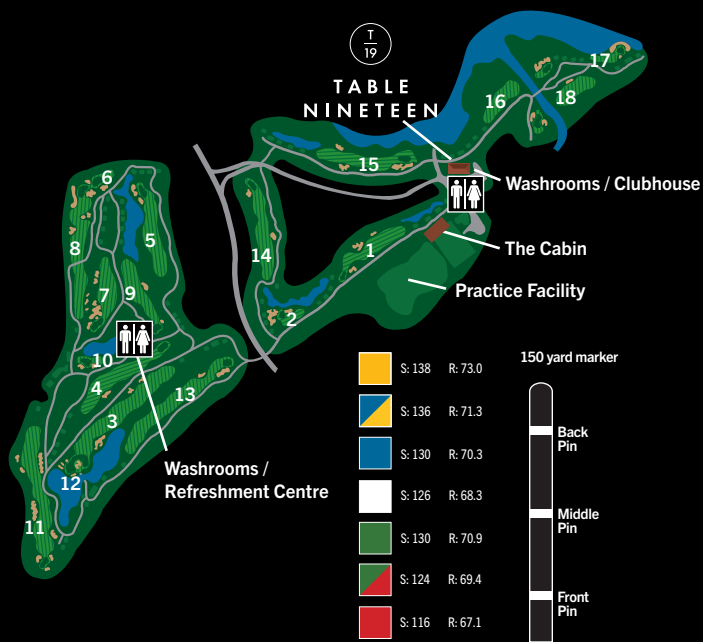 T
19
TABLE
NINETEEN
17
16
18
15
Washrooms / Clubhouse
6
8
5
14
1
The Cabin
7
9
2
Practice Facility
10
4
13
3
12
11
Washrooms /
Refreshment Centre
S: 138 R: 73.0
S: 136 R: 71.3
S: 130 R: 70.3
S: 126 R: 68.3
S: 130 R: 70.9
S: 124 R: 69.4
S: 116 R: 67.1
150 yard marker
Back
Pin
Middle
Pin
Front
Pin